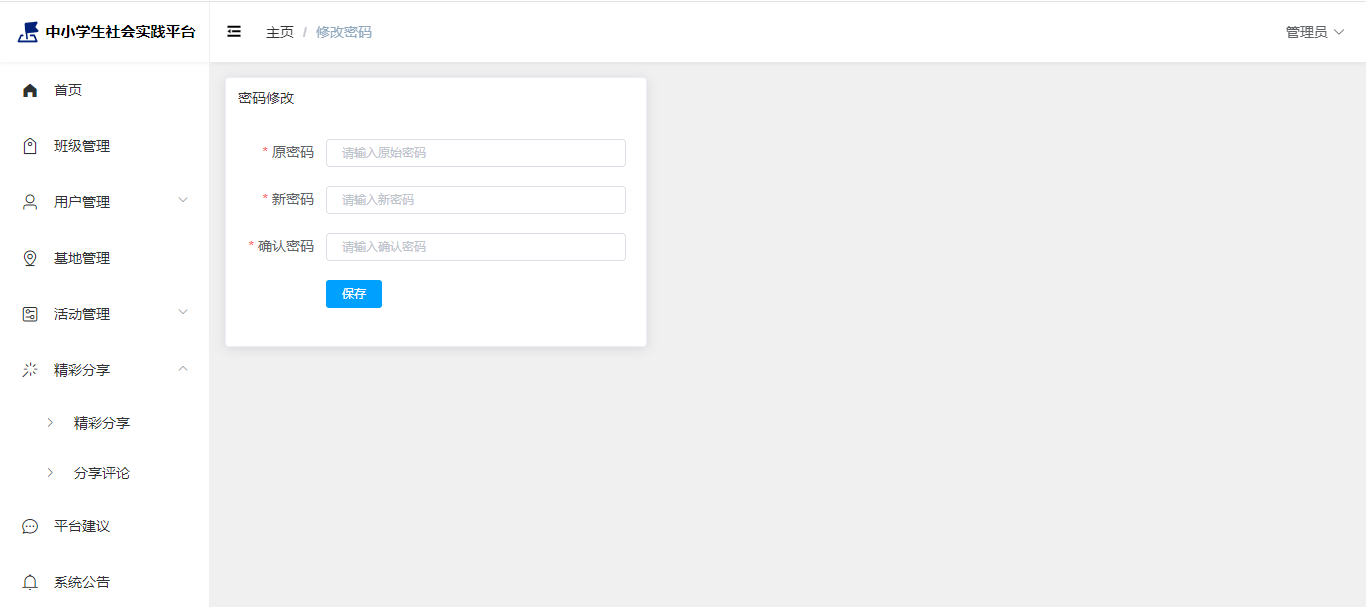 中小学生社会实践平台
主页 / 修改密码
管理员
首页
班级管理
用户管理
基地管理
活动管理
精彩分享
精彩分享
分享评论
平台建议
系统公告
密码修改
* 原密码 请输入原始密码
* 新密码 请输入新密码
* 确认密码 请输入确认密码
保存